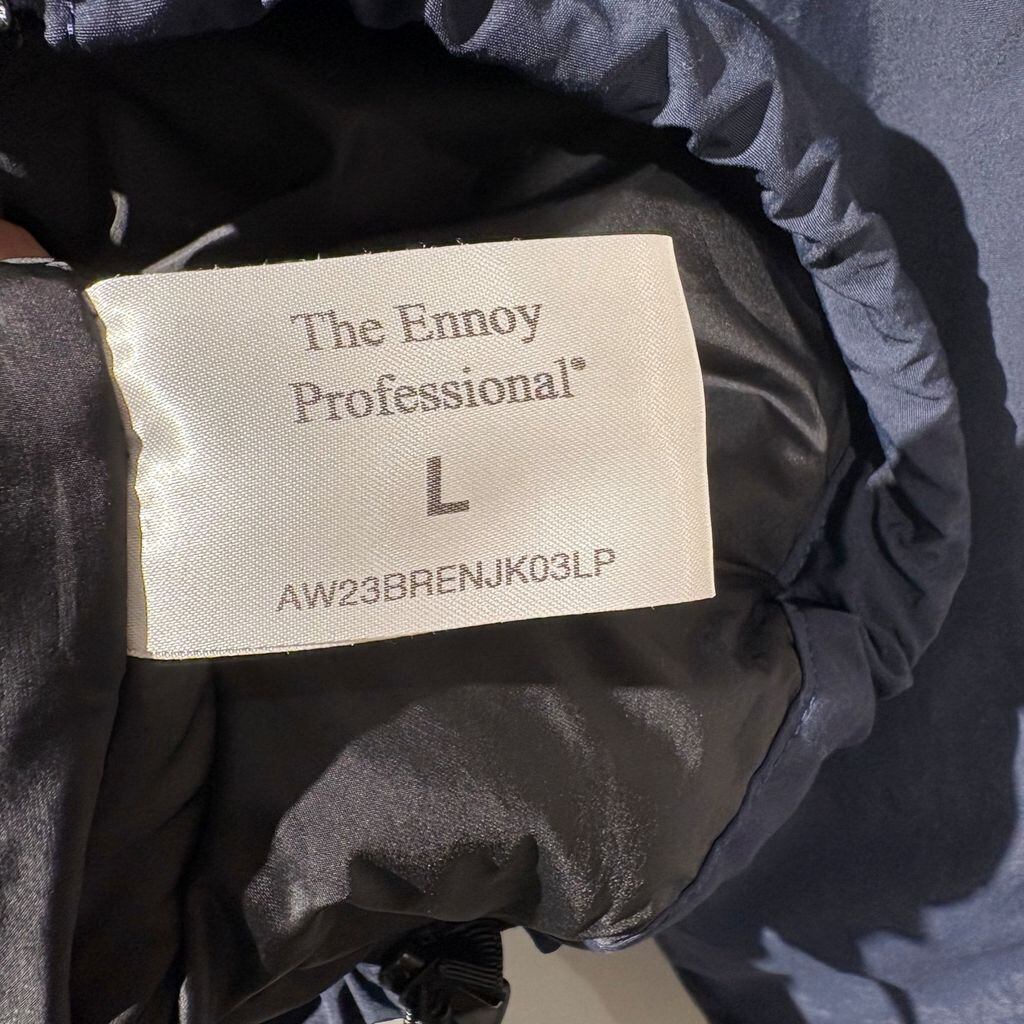 The Ennoy
Professional®
L
AW23BRENJK03LP